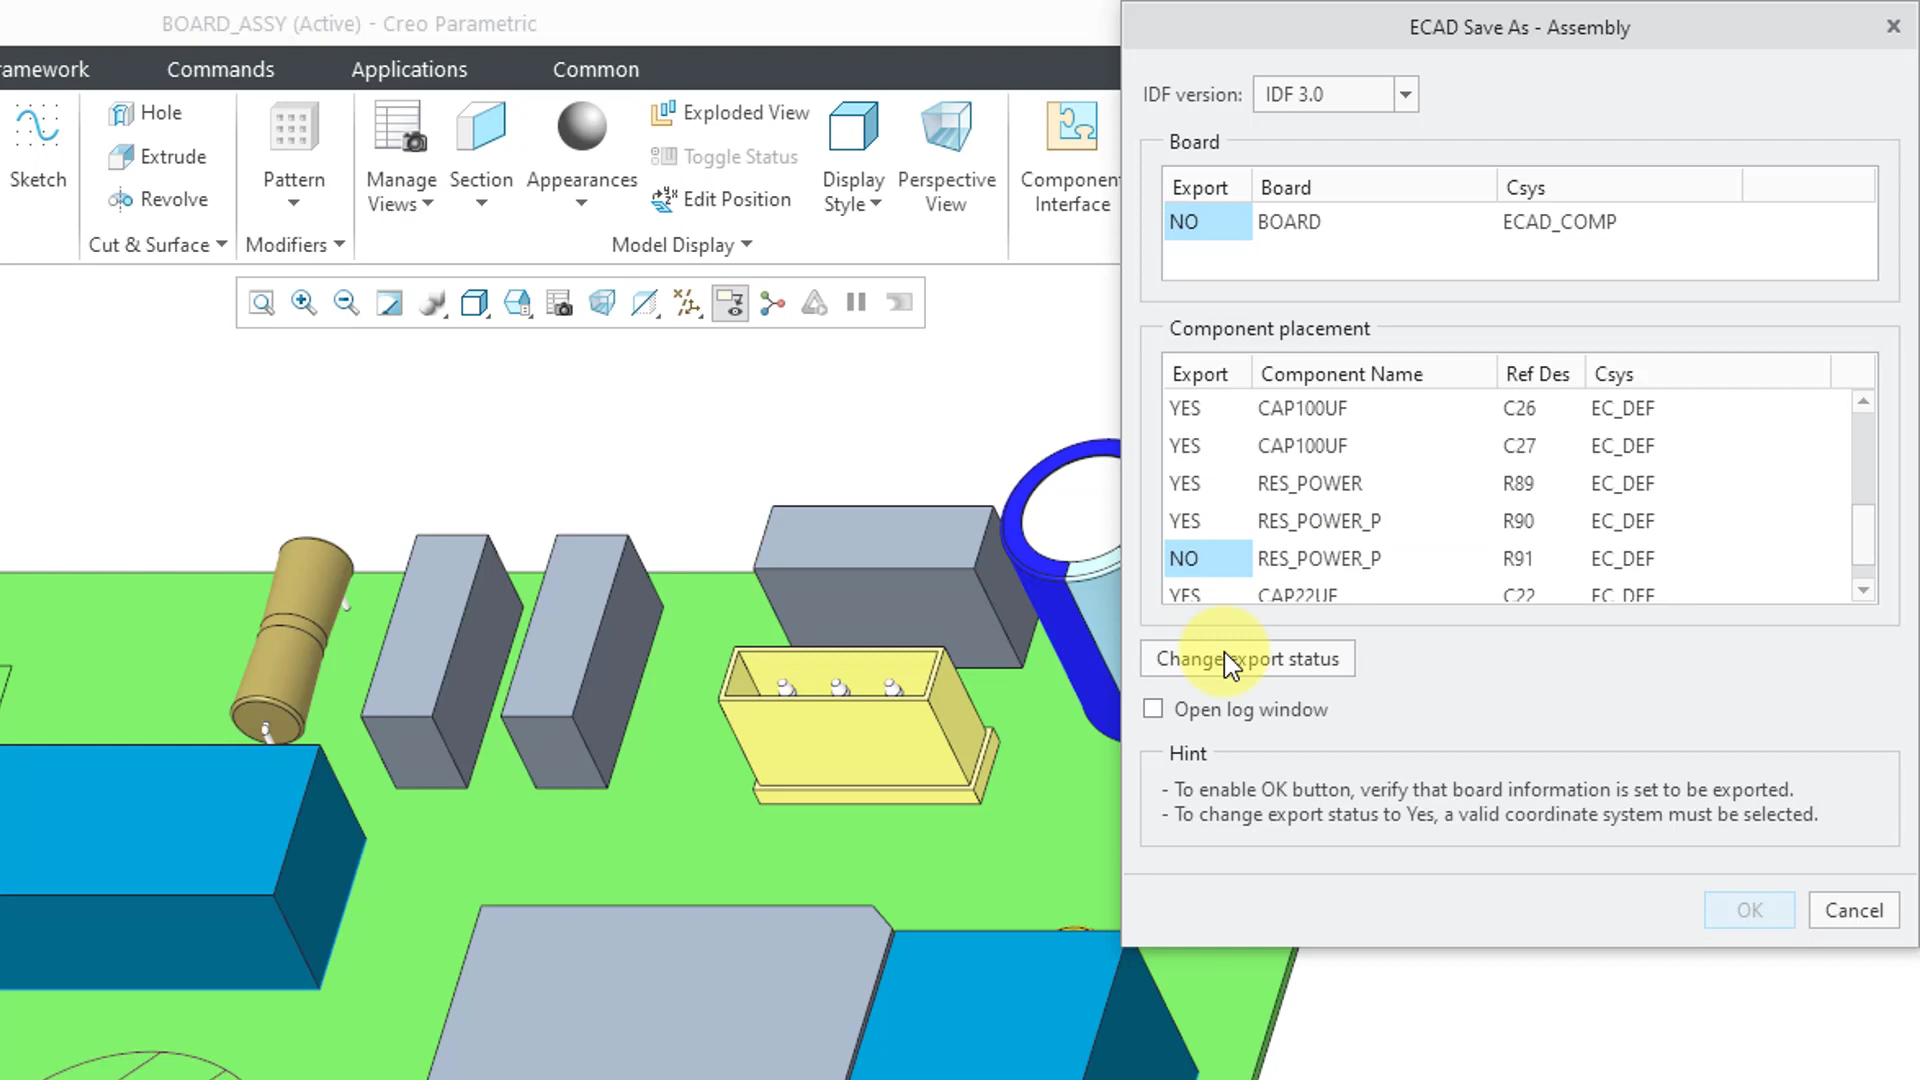 BOARD_ASSY (Active) - Creo Parametric
ramework Commands Applications Common
Sketch
Hole
Extrude
Revolve
Cut & Surface
Pattern
Modifiers
Manage Views
Section
Appearances
Exploded View
Toggle Status
Edit Position
Display Style
Perspective View
Model Display
Component Interface
ECAD Save As - Assembly
IDF version: IDF 3.0
Board
Export Board Csys
NO BOARD ECAD_COMP
Component placement
Export Component Name Ref Des Csys
YES CAP100UF C26 EC_DEF
YES CAP100UF C27 EC_DEF
YES RES_POWER R89 EC_DEF
YES RES_POWER_P R90 EC_DEF
NO RES_POWER_P R91 EC_DEF
YES CAP22UF C22 EC_DEF
Change export status
Open log window
Hint
- To enable OK button, verify that board information is set to be exported.
- To change export status to Yes, a valid coordinate system must be selected.
OK Cancel